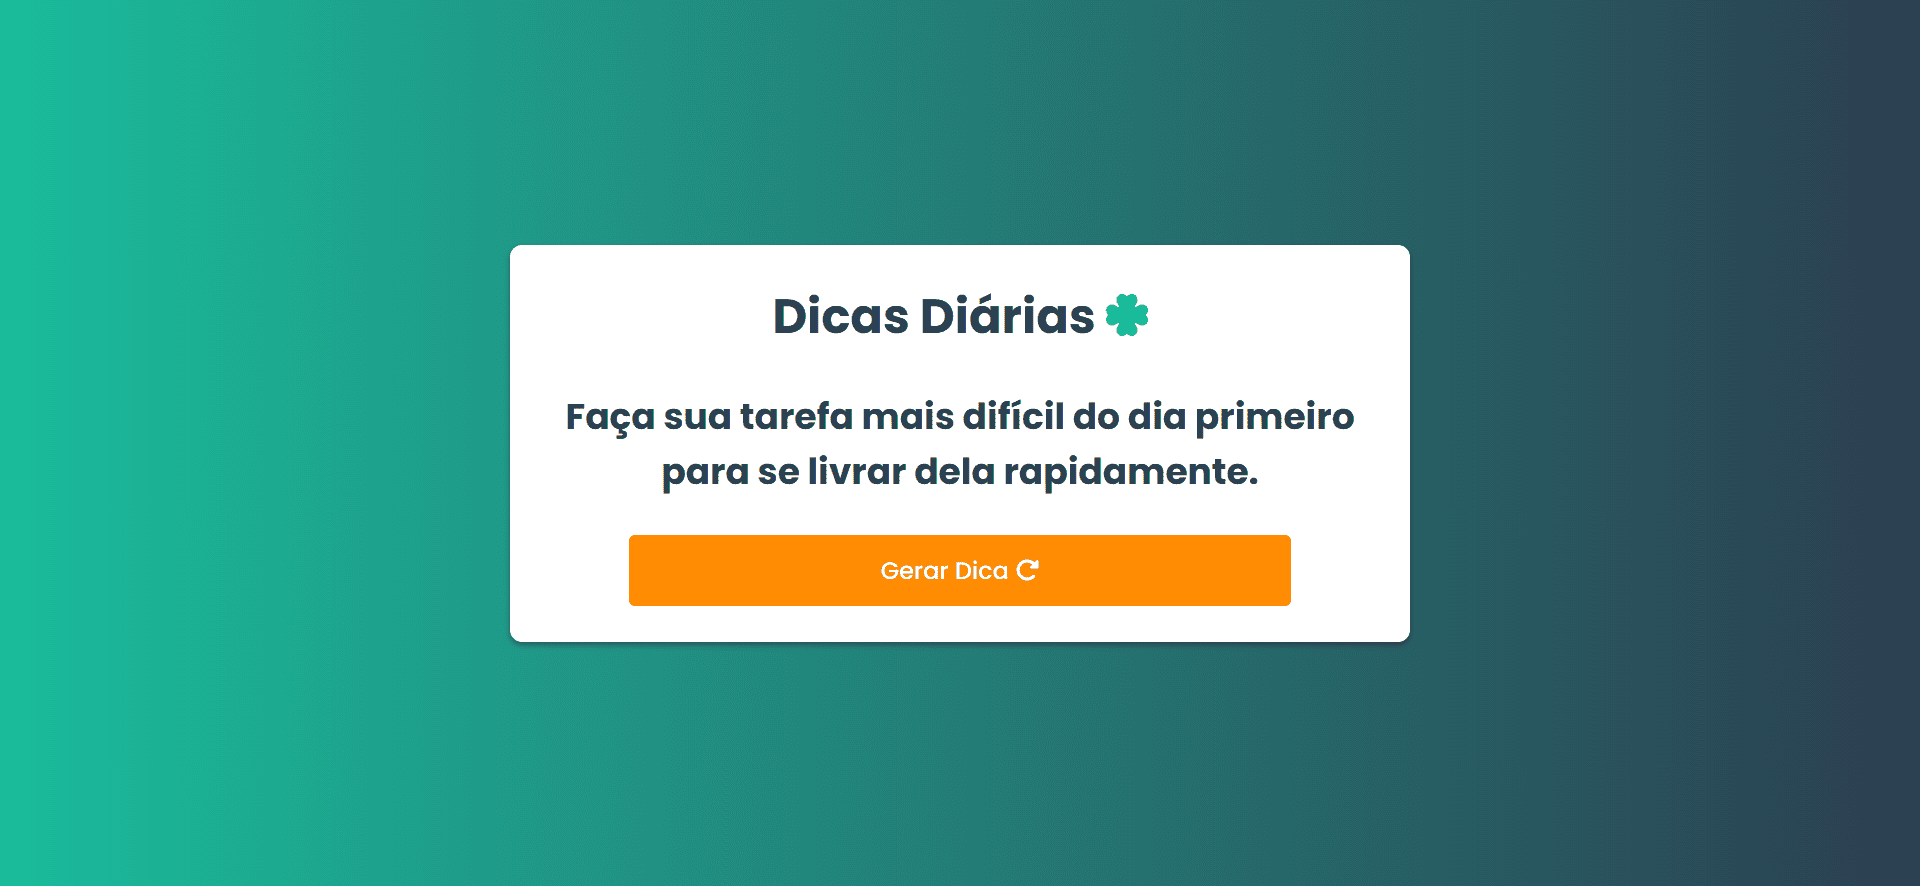 Dicas Diárias
Faça sua tarefa mais difícil do dia primeiro
para se livrar dela rapidamente.
Gerar Dica